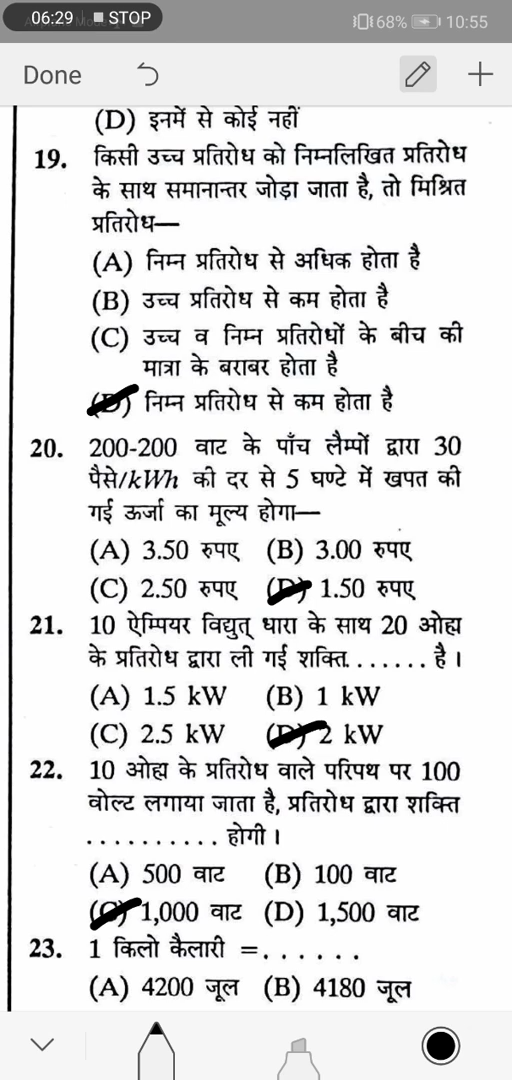 06:29 STOP
68% 10:55
Done
(D) इनमें से कोई नहीं
19. किसी उच्च प्रतिरोध को निम्नलिखित प्रतिरोध
के साथ समानान्तर जोड़ा जाता है, तो मिश्रित
प्रतिरोध—
(A) निम्न प्रतिरोध से अधिक होता है
(B) उच्च प्रतिरोध से कम होता है
(C) उच्च व निम्न प्रतिरोधों के बीच की
मात्रा के बराबर होता है
(D) निम्न प्रतिरोध से कम होता है
20. 200-200 वाट के पाँच लैम्पों द्वारा 30
पैसे/kWh की दर से 5 घण्टे में खपत की
गई ऊर्जा का मूल्य होगा—
(A) 3.50 रुपए (B) 3.00 रुपए
(C) 2.50 रुपए (D) 1.50 रुपए
21. 10 ऐम्पियर विद्युत् धारा के साथ 20 ओह्म
के प्रतिरोध द्वारा ली गई शक्ति. . . . . . है।
(A) 1.5 kW (B) 1 kW
(C) 2.5 kW (D) 2 kW
22. 10 ओह्म के प्रतिरोध वाले परिपथ पर 100
वोल्ट लगाया जाता है, प्रतिरोध द्वारा शक्ति
. . . . . . . . . . होगी।
(A) 500 वाट (B) 100 वाट
(C) 1,000 वाट (D) 1,500 वाट
23. 1 किलो कैलारी = . . . . . .
(A) 4200 जूल (B) 4180 जूल